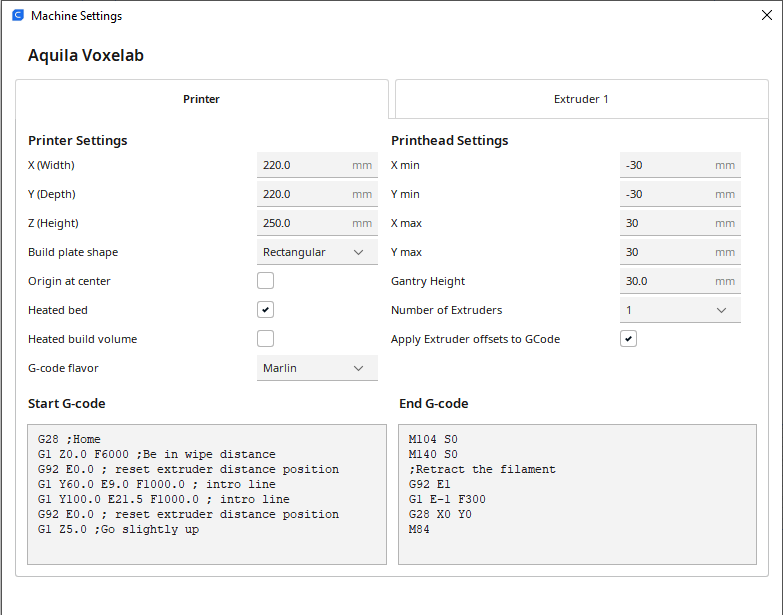 Machine Settings
Aquila Voxelab
Printer
Extruder 1
Printer Settings
X (Width)
220.0 mm
Y (Depth)
220.0 mm
Z (Height)
250.0 mm
Build plate shape
Rectangular
Origin at center
Heated bed
Heated build volume
G-code flavor
Marlin
Printhead Settings
X min
-30 mm
Y min
-30 mm
X max
30 mm
Y max
30 mm
Gantry Height
30.0 mm
Number of Extruders
1
Apply Extruder offsets to GCode
Start G-code
G28 ;Home
G1 Z0.0 F6000 ;Be in wipe distance
G92 E0.0 ; reset extruder distance position
G1 Y60.0 E9.0 F1000.0 ; intro line
G1 Y100.0 E21.5 F1000.0 ; intro line
G92 E0.0 ; reset extruder distance position
G1 Z5.0 ;Go slightly up
End G-code
M104 S0
M140 S0
;Retract the filament
G92 E1
G1 E-1 F300
G28 X0 Y0
M84